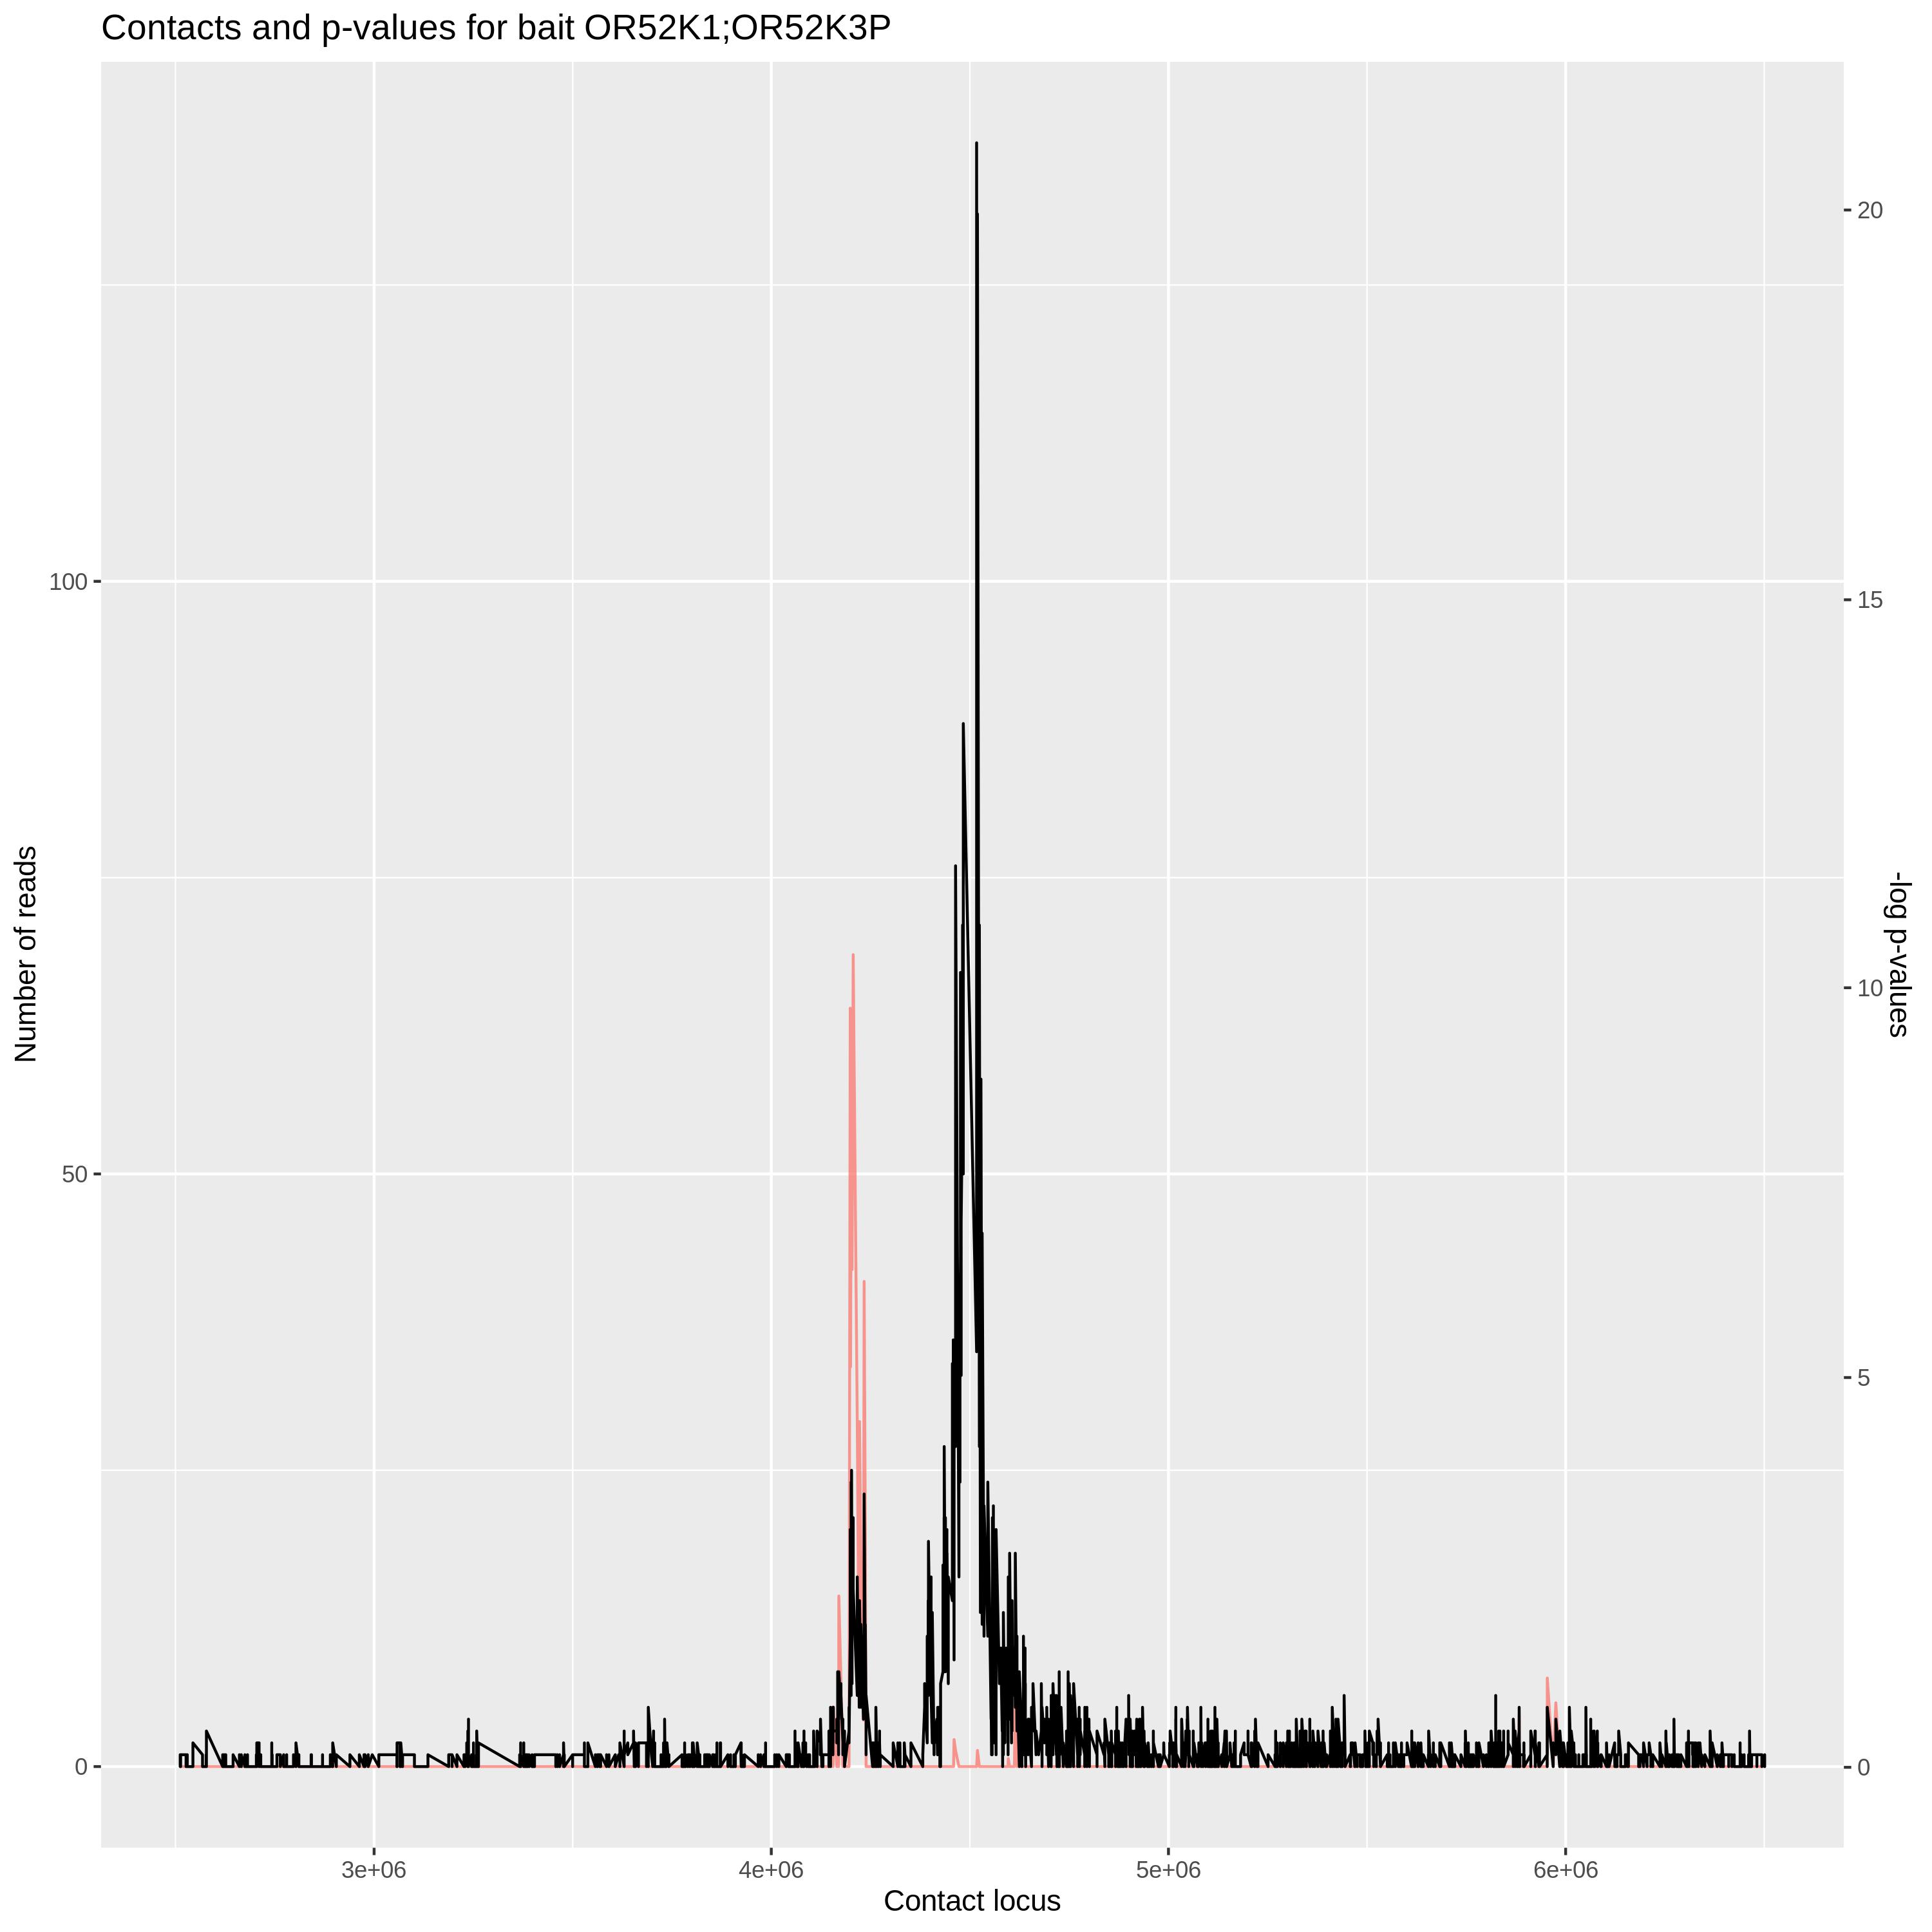 Contacts and p-values for bait OR52K1;OR52K3P
Number of reads
100
50
0
20
15
10
5
0
-log p-values
3e+06
4e+06
5e+06
6e+06
Contact locus